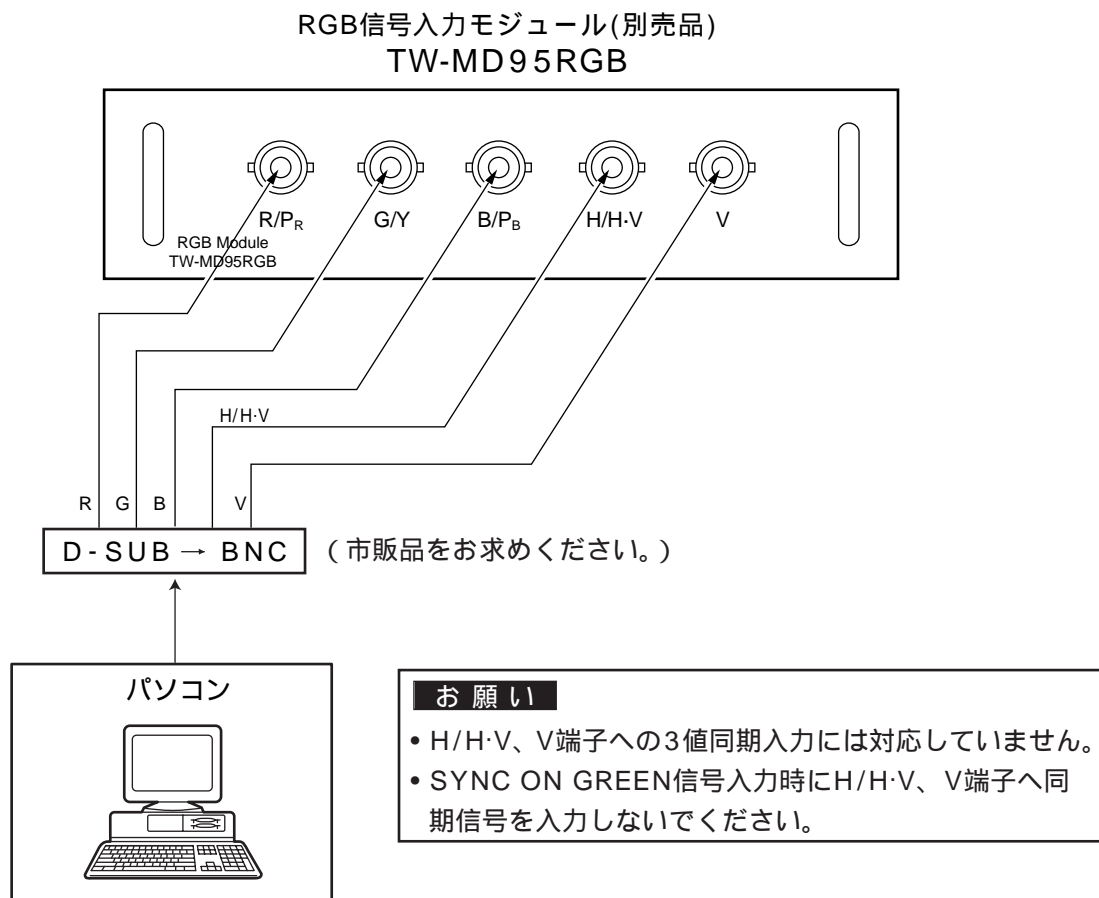 RGB信号入力モジュール(別売品)
TW-MD95RGB
R/PR G/Y B/PB H/H·V V
RGB Module
TW-MD95RGB
H/H·V
R G B V
D-SUB → BNC (市販品をお求めください。)
パソコン
お願い
• H/H·V、V端子への3値同期入力には対応していません。
• SYNC ON GREEN信号入力時にH/H·V、V端子へ同
期信号を入力しないでください。